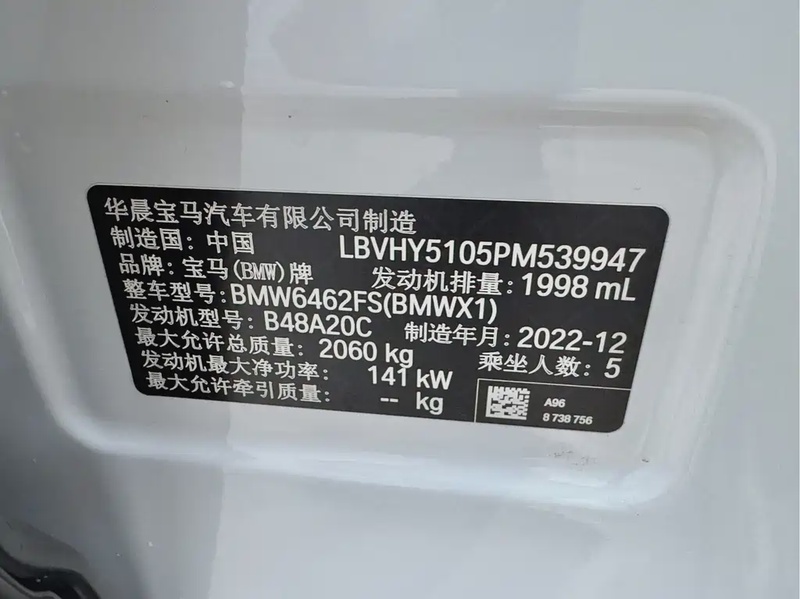 华晨宝马汽车有限公司制造
制造国: 中国 LBVHY5105PM539947
品牌: 宝马(BMW)牌 发动机排量: 1998 mL
整车型号: BMW6462FS(BMWX1)
发动机型号: B48A20C 制造年月: 2022-12
最大允许总质量: 2060 kg 乘坐人数: 5
发动机最大净功率: 141 kW
最大允许牵引质量: -- kg
A96
8 738 756